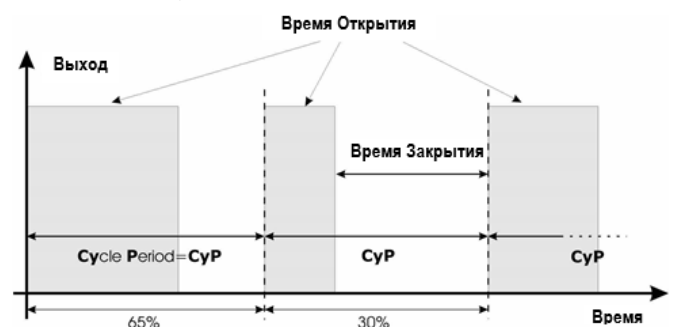 Время Открытия
Выход
Время Закрытия
Cycle Period=CyP
CyP
CyP
65%
30%
Время